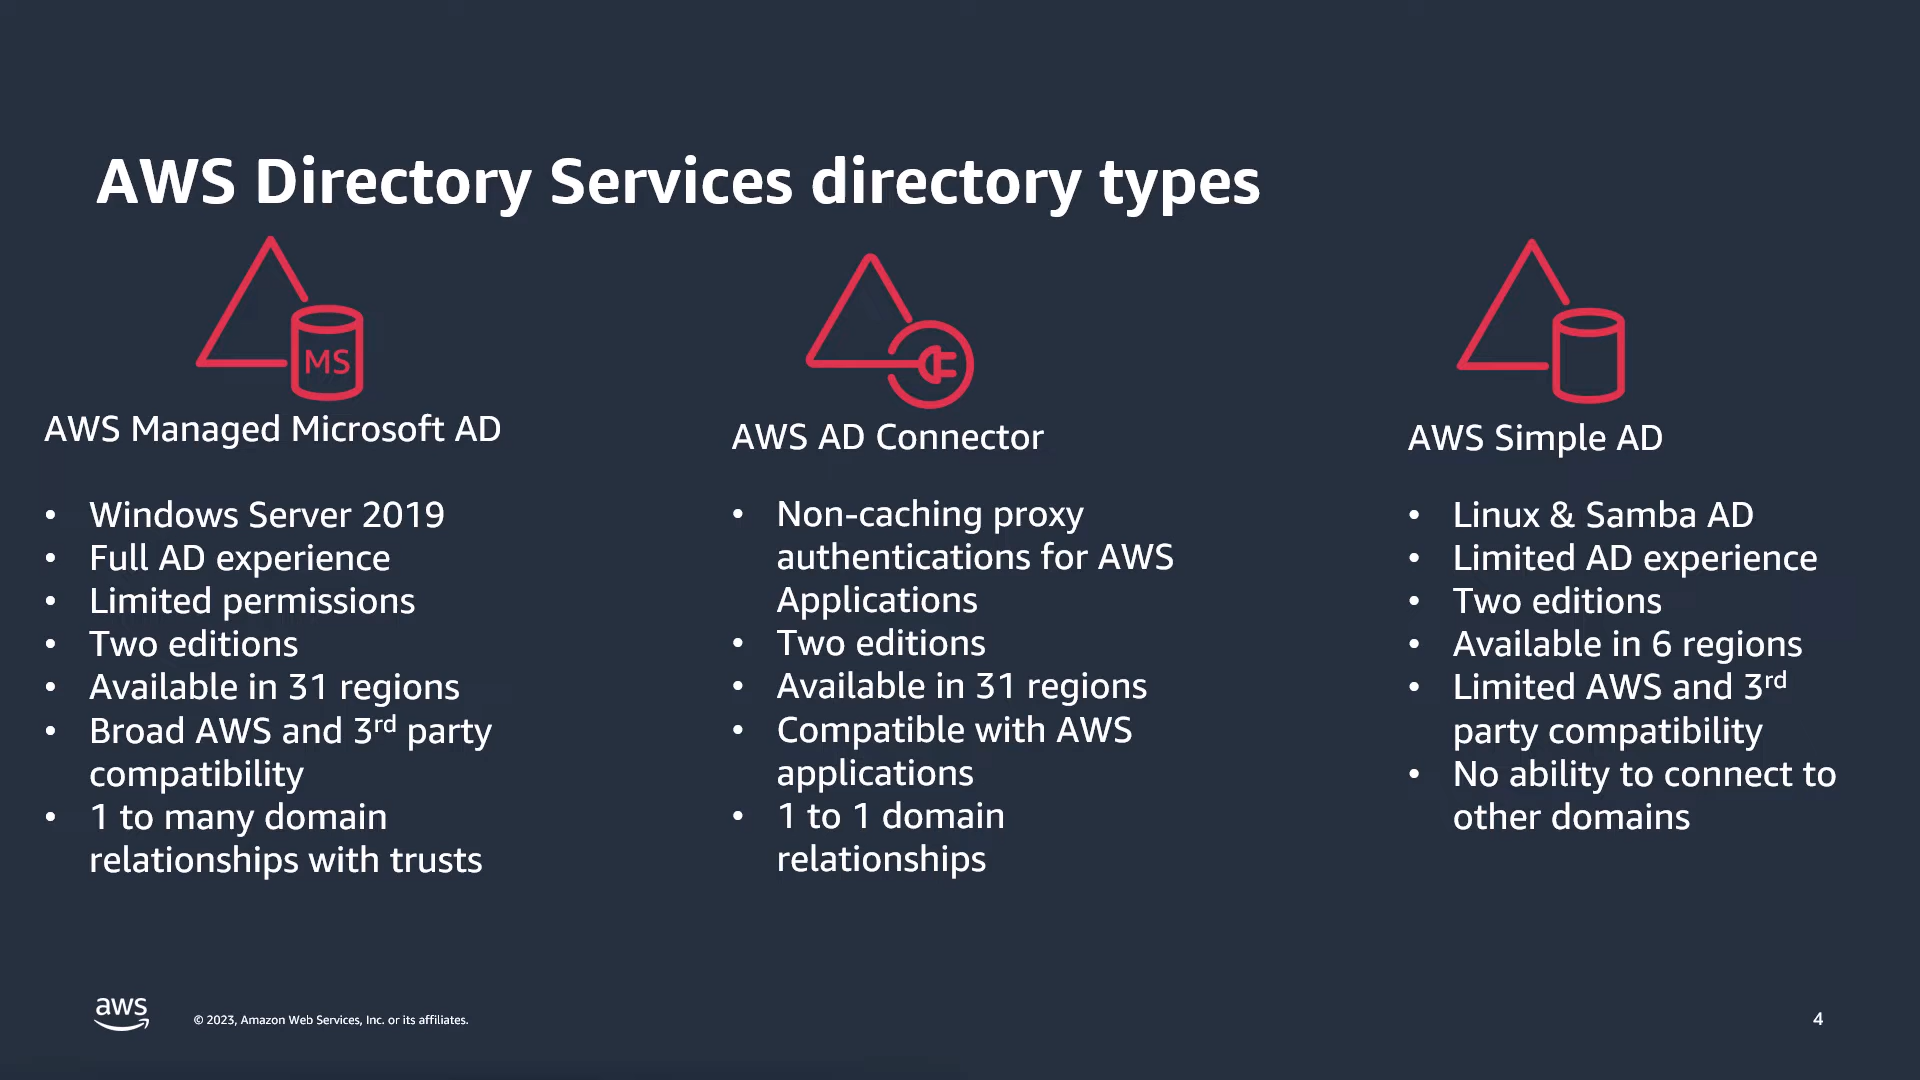 AWS Directory Services directory types
MS
AWS Managed Microsoft AD
• Windows Server 2019
• Full AD experience
• Limited permissions
• Two editions
• Available in 31 regions
• Broad AWS and 3rd party
compatibility
• 1 to many domain
relationships with trusts
AWS AD Connector
• Non-caching proxy
authentications for AWS
Applications
• Two editions
• Available in 31 regions
• Compatible with AWS
applications
• 1 to 1 domain
relationships
AWS Simple AD
• Linux & Samba AD
• Limited AD experience
• Two editions
• Available in 6 regions
• Limited AWS and 3rd
party compatibility
• No ability to connect to
other domains
aws
© 2023, Amazon Web Services, Inc. or its affiliates.
4